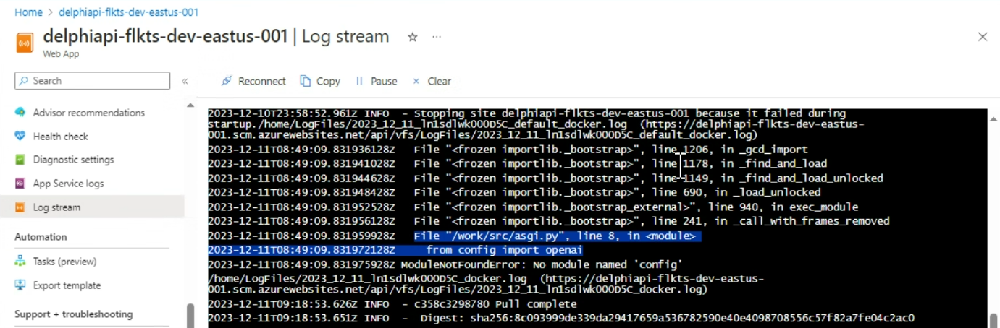 Home > delphiapi-flkts-dev-eastus-001
delphiapi-flkts-dev-eastus-001 | Log stream
Web App
Search
Reconnect
Copy
Pause
Clear
Advisor recommendations
Health check
Diagnostic settings
App Service logs
Log stream
Automation
Tasks (preview)
Export template
Support + troubleshooting
2023-12-10T23:58:52.961Z INFO  - Stopping site delphiapi-flkts-dev-eastus-001 because it failed during
startup./home/LogFiles/2023_12_11_ln1sdlwk000D5C_default_docker.log  (https://delphiapi-flkts-dev-eastus-
001.scm.azurewebsites.net/api/vfs/LogFiles/2023_12_11_ln1sdlwk000D5C_default_docker.log)
2023-12-11T08:49:09.831936128Z   File "<frozen importlib._bootstrap>", line 1206, in _gcd_import
2023-12-11T08:49:09.831941028Z   File "<frozen importlib._bootstrap>", line 1178, in _find_and_load
2023-12-11T08:49:09.831944628Z   File "<frozen importlib._bootstrap>", line 1149, in _find_and_load_unlocked
2023-12-11T08:49:09.831948428Z   File "<frozen importlib._bootstrap>", line 690, in _load_unlocked
2023-12-11T08:49:09.831952528Z   File "<frozen importlib._bootstrap_external>", line 940, in exec_module
2023-12-11T08:49:09.831956128Z   File "<frozen importlib._bootstrap>", line 241, in _call_with_frames_removed
2023-12-11T08:49:09.831959928Z   File "/work/src/asgi.py", line 8, in <module>
2023-12-11T08:49:09.831972128Z     from config import openai
2023-12-11T08:49:09.831975928Z ModuleNotFoundError: No module named 'config'
/home/LogFiles/2023_12_11_ln1sdlwk000D5C_docker.log  (https://delphiapi-flkts-dev-eastus-
001.scm.azurewebsites.net/api/vfs/LogFiles/2023_12_11_ln1sdlwk000D5C_docker.log)
2023-12-11T09:18:53.626Z INFO  - c358c3298780 Pull complete
2023-12-11T09:18:53.651Z INFO  -  Digest: sha256:8c093999de339da29417659a536782590e40e4098708556c57f82a7fe04c2ac0